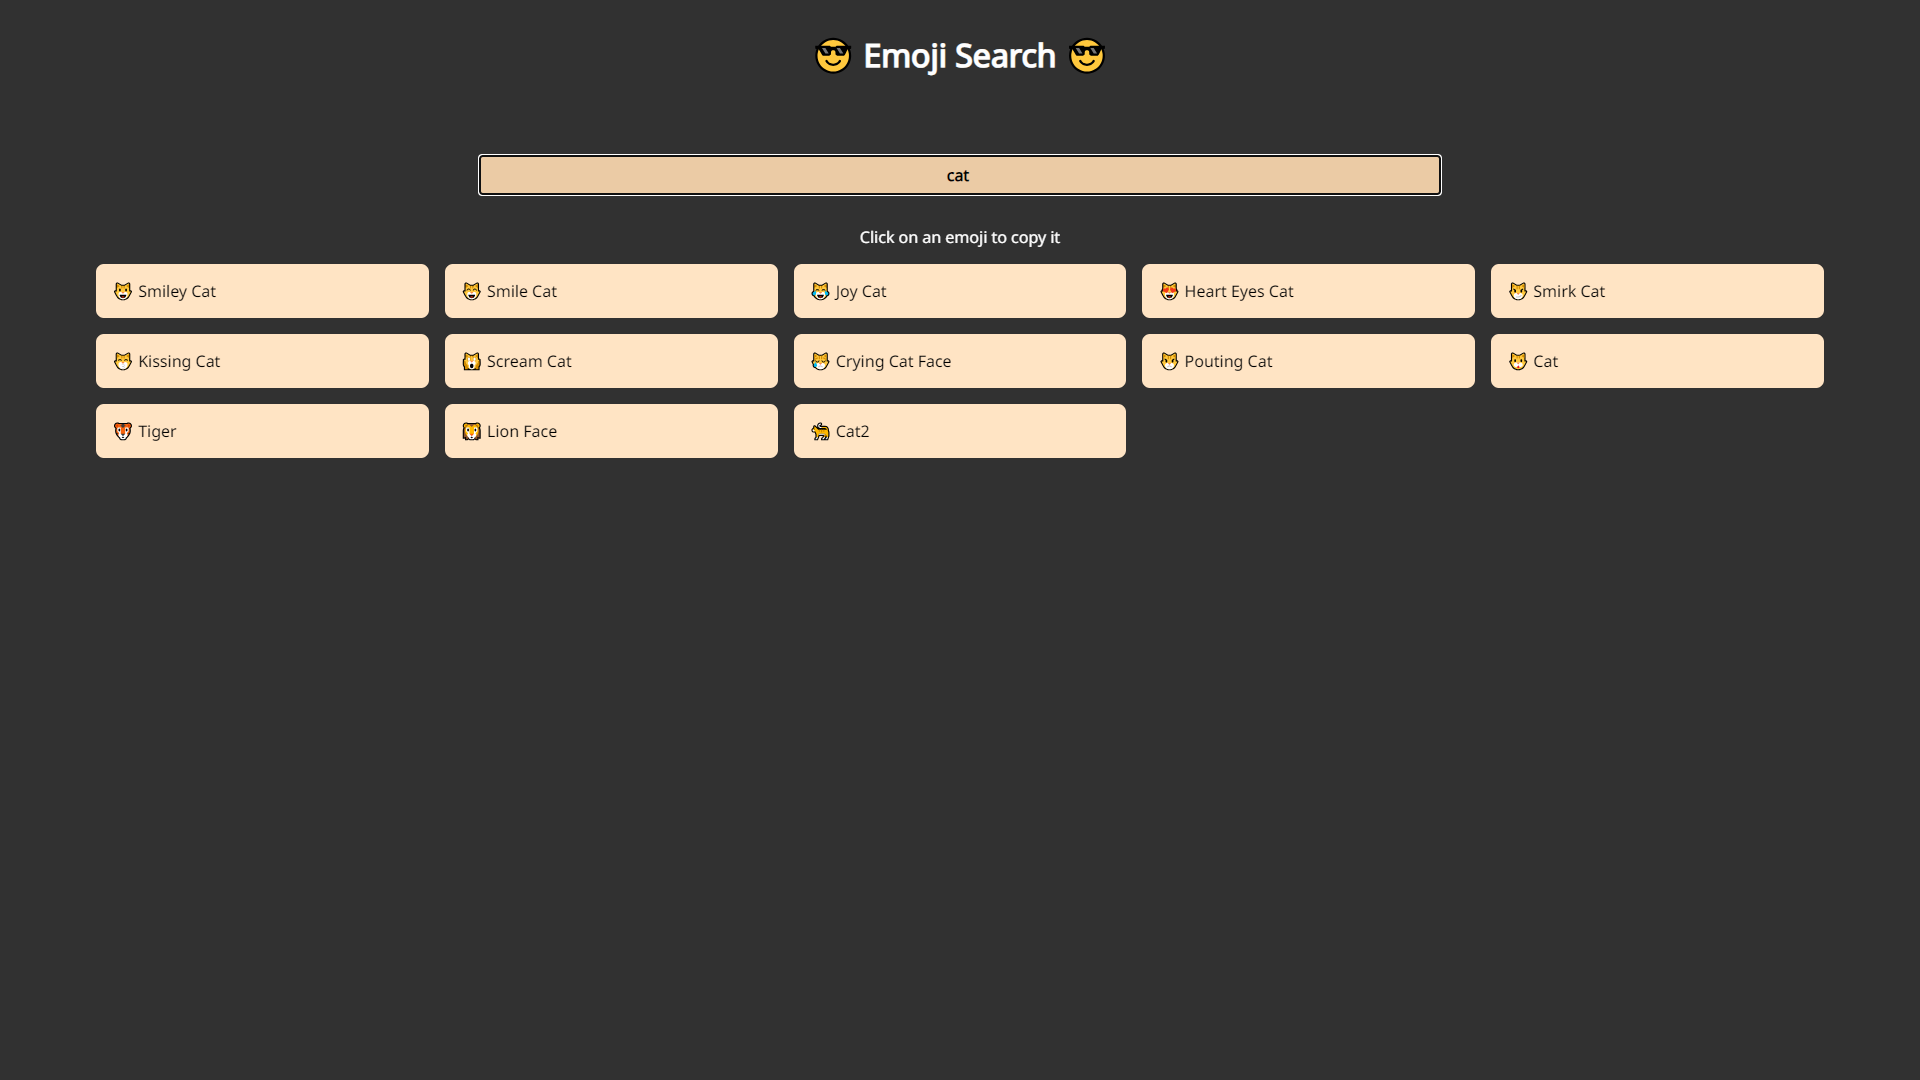 😎 Emoji Search 😎
cat
Click on an emoji to copy it
😺 Smiley Cat
😸 Smile Cat
😹 Joy Cat
😻 Heart Eyes Cat
😼 Smirk Cat
😽 Kissing Cat
🙀 Scream Cat
😿 Crying Cat Face
😾 Pouting Cat
🐱 Cat
🐯 Tiger
🦁 Lion Face
🐈 Cat2